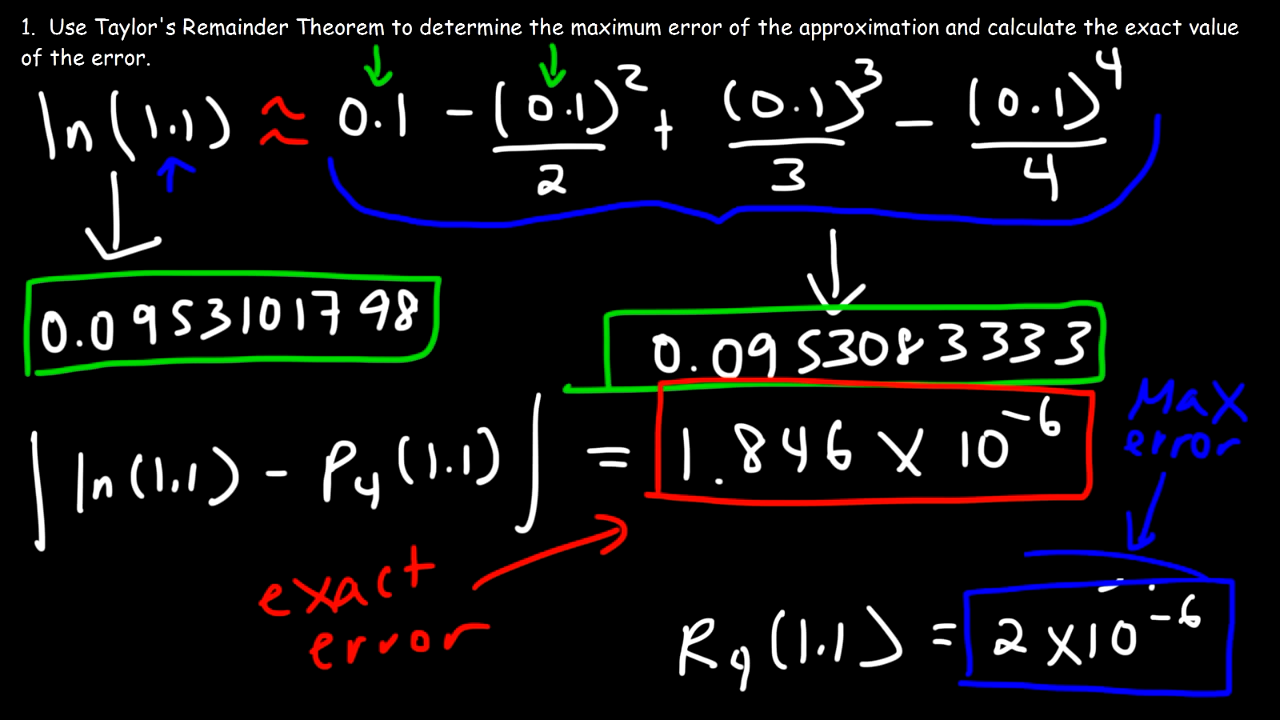 1. Use Taylor's Remainder Theorem to determine the maximum error of the approximation and calculate the exact value
of the error.
ln(1.1) ≈ 0.1 - (0.1)²/2 + (0.1)³/3 - (0.1)⁴/4
0.0953101798
0.0953083333
|ln(1.1) - P₄(1.1)| = 1.846 × 10⁻⁶
Max
error
exact
error
R₄(1.1) = 2 × 10⁻⁶